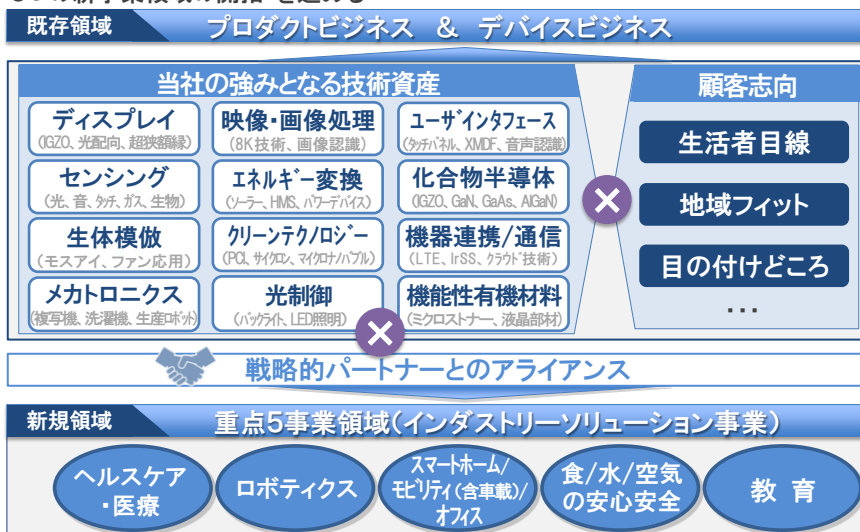 既存領域
プロダクトビジネス & デバイスビジネス
当社の強みとなる技術資産
ディスプレイ
(IGZO、光配向、超狭額縁)
映像・画像処理
(8K技術、画像認識)
ユーザインタフェース
(タッチパネル、XMDF、音声認識)
センシング
(光、音、タッチ、ガス、生物)
エネルギー変換
(ソーラー、HMS、パワーデバイス)
化合物半導体
(IGZO、GaN、GaAs、AlGaN)
生体模倣
(モスアイ、ファン応用)
クリーンテクノロジー
(PCI、サイクロン、マイクロナノバブル)
機器連携/通信
(LTE、IrSS、クラウド技術)
メカトロニクス
(複写機、洗濯機、生産ロボット)
光制御
(バックライト、LED照明)
機能性有機材料
(ミクロストナー、液晶部材)
×
顧客志向
生活者目線
地域フィット
目の付けどころ
...
×
戦略的パートナーとのアライアンス
新規領域
重点5事業領域(インダストリーソリューション事業)
ヘルスケア
・医療
ロボティクス
スマートホーム/
モビリティ(含車載)/
オフィス
食/水/空気
の安心安全
教 育